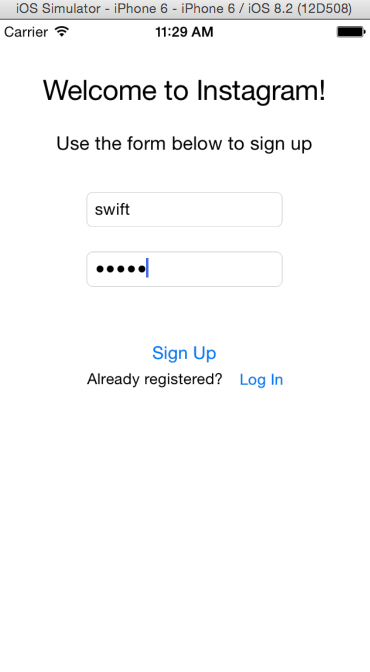 iOS Simulator - iPhone 6 - iPhone 6 / iOS 8.2 (12D508)
Carrier 11:29 AM
Welcome to Instagram!
Use the form below to sign up
swift
•••••
Sign Up
Already registered? Log In